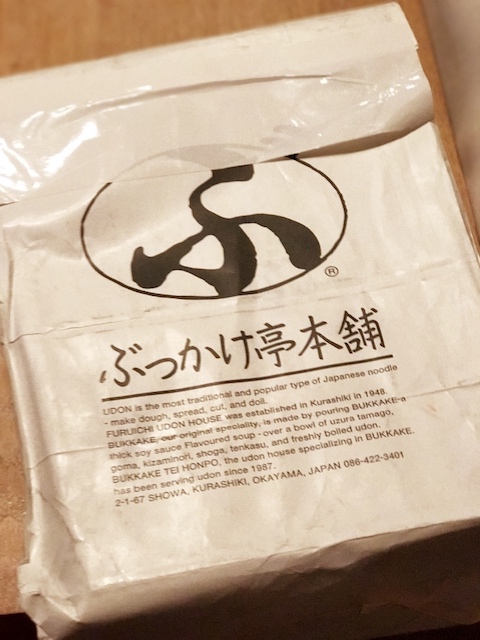 ふ
®
ぶっかけ亭本舗
UDON is the most traditional and popular type of Japanese noodle
- make dough, spread, cut, and doil.
FURUICHI UDON HOUSE was established in Kurashiki in 1948.
BUKKAKE, our original speciality, is made by pouring BUKKAKE-a
thick soy sauce Flavoured soup - over a bowl of uzura tamago,
goma, kizaminori, shoga, tenkasu, and freshly boiled udon.
BUKKAKE TEI HONPO, the udon house specializing in BUKKAKE.
has been serving udon since 1987.
2-1-67 SHOWA, KURASHIKI, OKAYAMA, JAPAN 086-422-3401